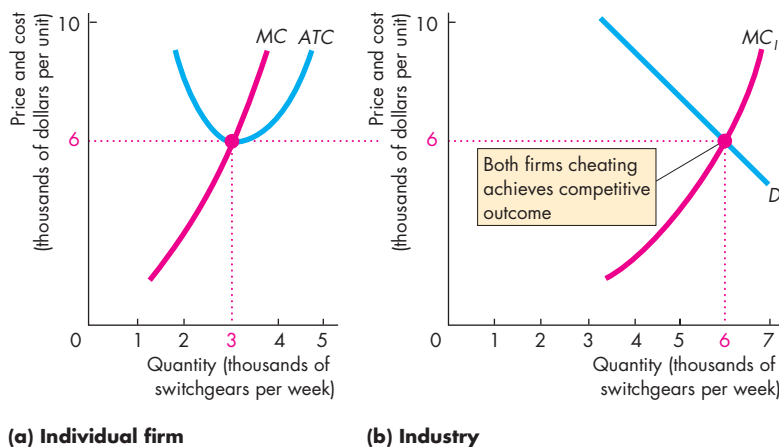 Price and cost
(thousands of dollars per unit)
10
6
0
MC
ATC
1
2
3
4
5
Quantity (thousands of
switchgears per week)
(a) Individual firm
Price and cost
(thousands of dollars per unit)
10
6
0
MC_I
D
Both firms cheating
achieves competitive
outcome
1
2
3
4
5
6
7
Quantity (thousands of
switchgears per week)
(b) Industry